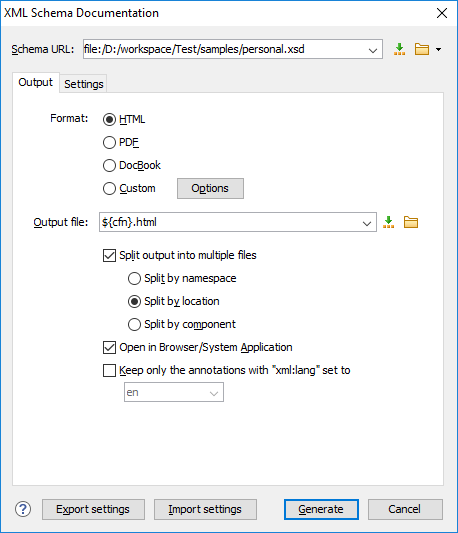 XML Schema Documentation
Schema URL: file:/D:/workspace/Test/samples/personal.xsd
Output Settings
Format: HTML
PDF
DocBook
Custom Options
Output file: ${cfn}.html
Split output into multiple files
Split by namespace
Split by location
Split by component
Open in Browser/System Application
Keep only the annotations with "xml:lang" set to
en
? Export settings Import settings Generate Cancel